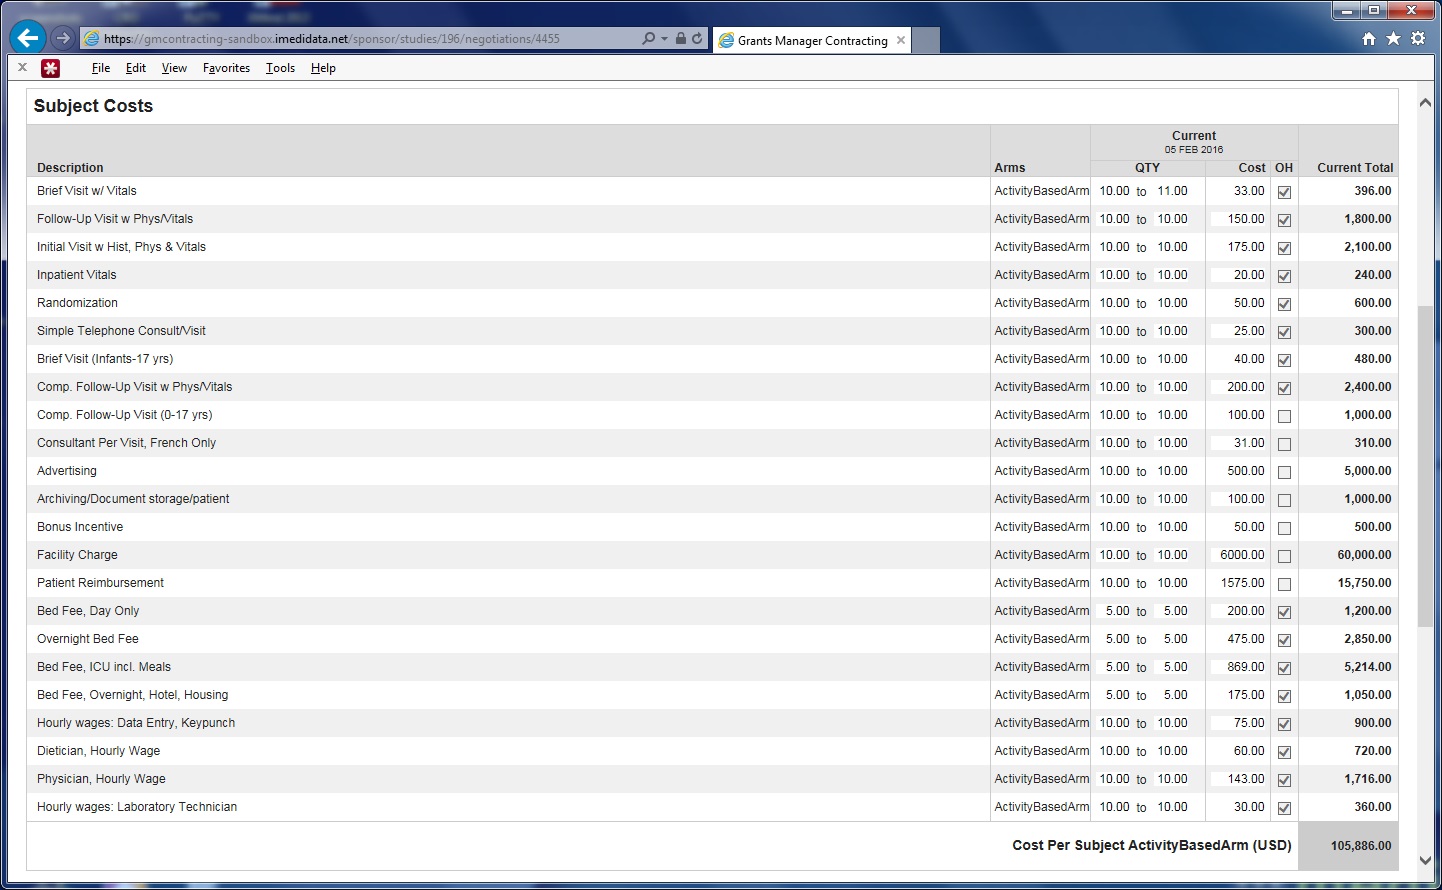 https://gmcontracting-sandbox.imedidata.net/sponsor/studies/196/negotiations/4455
Grants Manager Contracting
File Edit View Favorites Tools Help
Subject Costs
Current
05 FEB 2016
Description Arms QTY Cost OH Current Total
Brief Visit w/ Vitals ActivityBasedArm 10.00 to 11.00 33.00 396.00
Follow-Up Visit w Phys/Vitals ActivityBasedArm 10.00 to 10.00 150.00 1,800.00
Initial Visit w Hist, Phys & Vitals ActivityBasedArm 10.00 to 10.00 175.00 2,100.00
Inpatient Vitals ActivityBasedArm 10.00 to 10.00 20.00 240.00
Randomization ActivityBasedArm 10.00 to 10.00 50.00 600.00
Simple Telephone Consult/Visit ActivityBasedArm 10.00 to 10.00 25.00 300.00
Brief Visit (Infants-17 yrs) ActivityBasedArm 10.00 to 10.00 40.00 480.00
Comp. Follow-Up Visit w Phys/Vitals ActivityBasedArm 10.00 to 10.00 200.00 2,400.00
Comp. Follow-Up Visit (0-17 yrs) ActivityBasedArm 10.00 to 10.00 100.00 1,000.00
Consultant Per Visit, French Only ActivityBasedArm 10.00 to 10.00 31.00 310.00
Advertising ActivityBasedArm 10.00 to 10.00 500.00 5,000.00
Archiving/Document storage/patient ActivityBasedArm 10.00 to 10.00 100.00 1,000.00
Bonus Incentive ActivityBasedArm 10.00 to 10.00 50.00 500.00
Facility Charge ActivityBasedArm 10.00 to 10.00 6000.00 60,000.00
Patient Reimbursement ActivityBasedArm 10.00 to 10.00 1575.00 15,750.00
Bed Fee, Day Only ActivityBasedArm 5.00 to 5.00 200.00 1,200.00
Overnight Bed Fee ActivityBasedArm 5.00 to 5.00 475.00 2,850.00
Bed Fee, ICU incl. Meals ActivityBasedArm 5.00 to 5.00 869.00 5,214.00
Bed Fee, Overnight, Hotel, Housing ActivityBasedArm 5.00 to 5.00 175.00 1,050.00
Hourly wages: Data Entry, Keypunch ActivityBasedArm 10.00 to 10.00 75.00 900.00
Dietician, Hourly Wage ActivityBasedArm 10.00 to 10.00 60.00 720.00
Physician, Hourly Wage ActivityBasedArm 10.00 to 10.00 143.00 1,716.00
Hourly wages: Laboratory Technician ActivityBasedArm 10.00 to 10.00 30.00 360.00
Cost Per Subject ActivityBasedArm (USD) 105,886.00